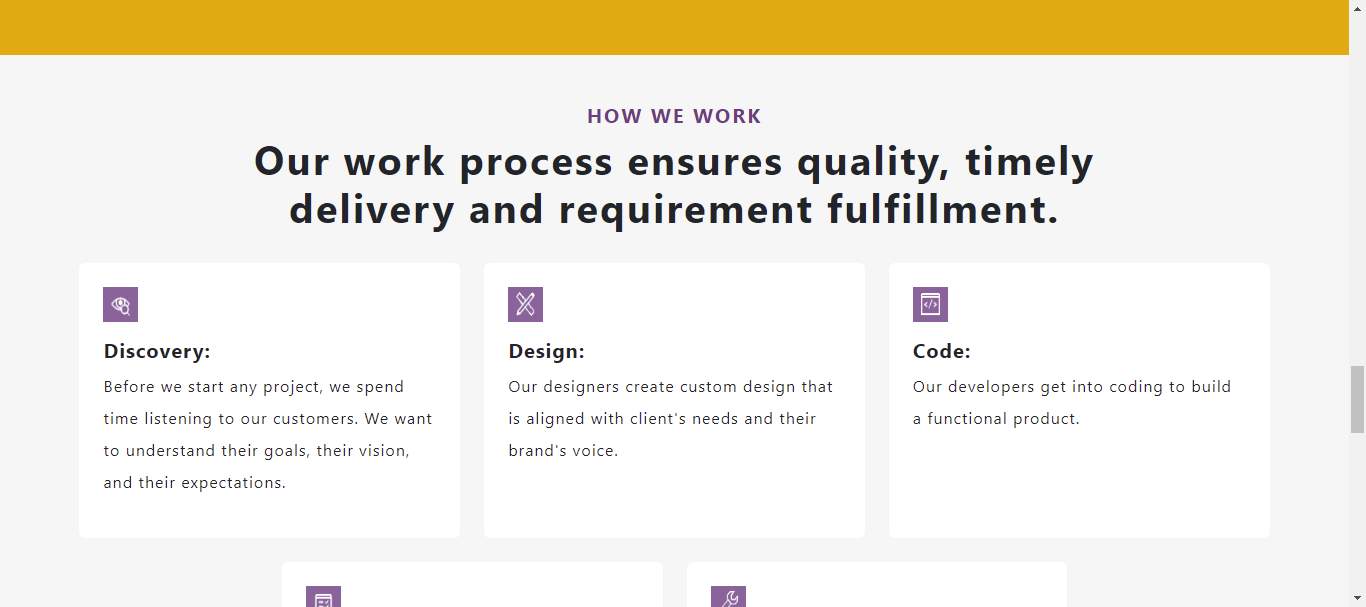 HOW WE WORK
Our work process ensures quality, timely
delivery and requirement fulfillment.
Discovery:
Before we start any project, we spend
time listening to our customers. We want
to understand their goals, their vision,
and their expectations.
Design:
Our designers create custom design that
is aligned with client's needs and their
brand's voice.
Code:
Our developers get into coding to build
a functional product.